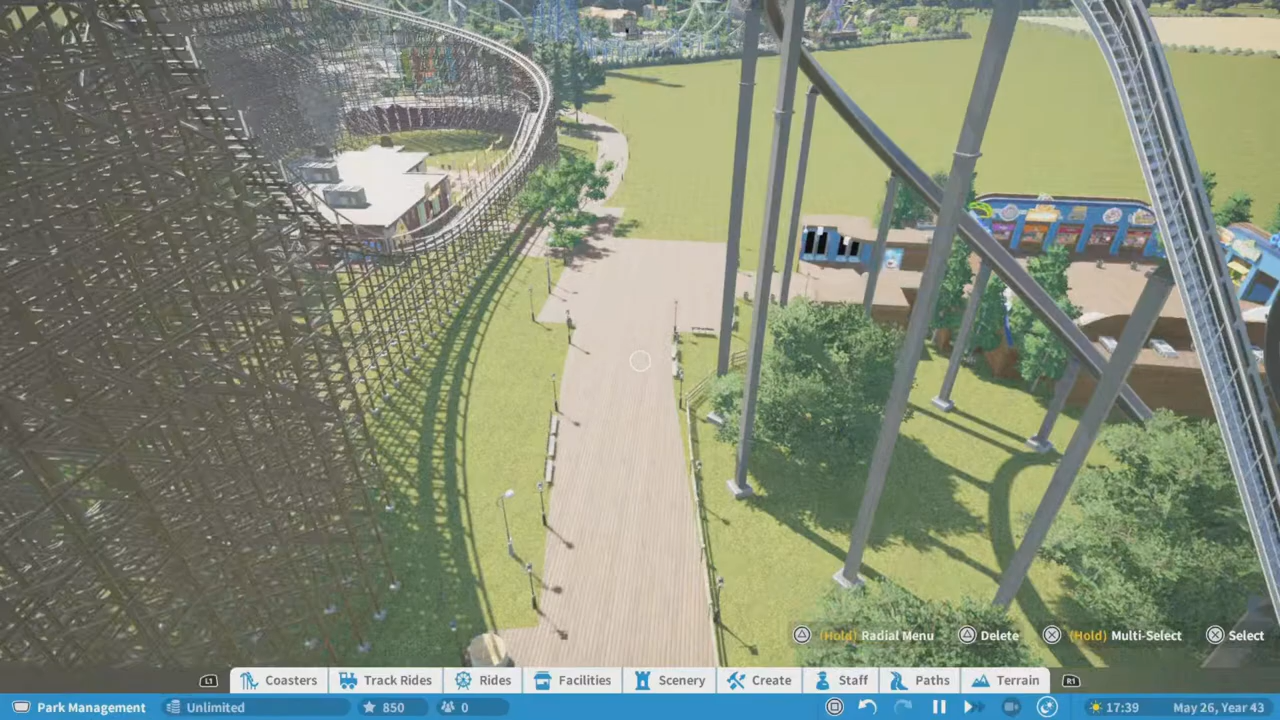 (Hold) Radial Menu Delete (Hold) Multi-Select Select
L1 Coasters Track Rides Rides Facilities Scenery Create Staff Paths Terrain R1
Park Management Unlimited 850 0 17:39 May 26, Year 43